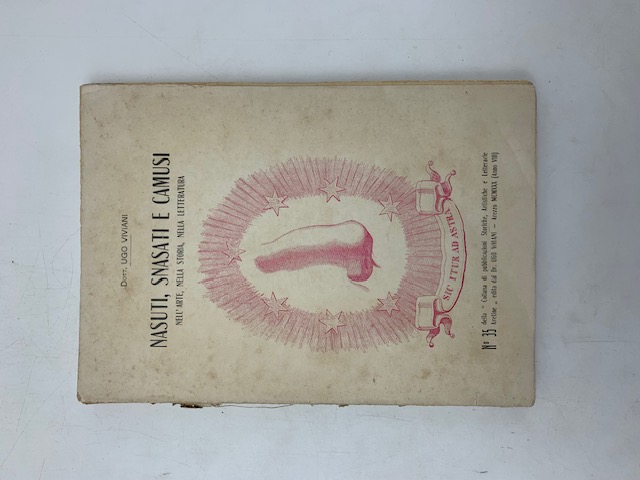 Dott. UGO VIVIANI
NASUTI, SNASATI E CAMUSI
NELL'ARTE, NELLA STORIA, NELLA LETTERATURA
SIC ITUR AD ASTRA
Nº 35 della " Collana di pubblicazioni Storiche, Artistiche e Letterarie
Aretine „ edita dal Dr. UGO VIVIANI — Arezzo MCMXXX (Anno VIII)